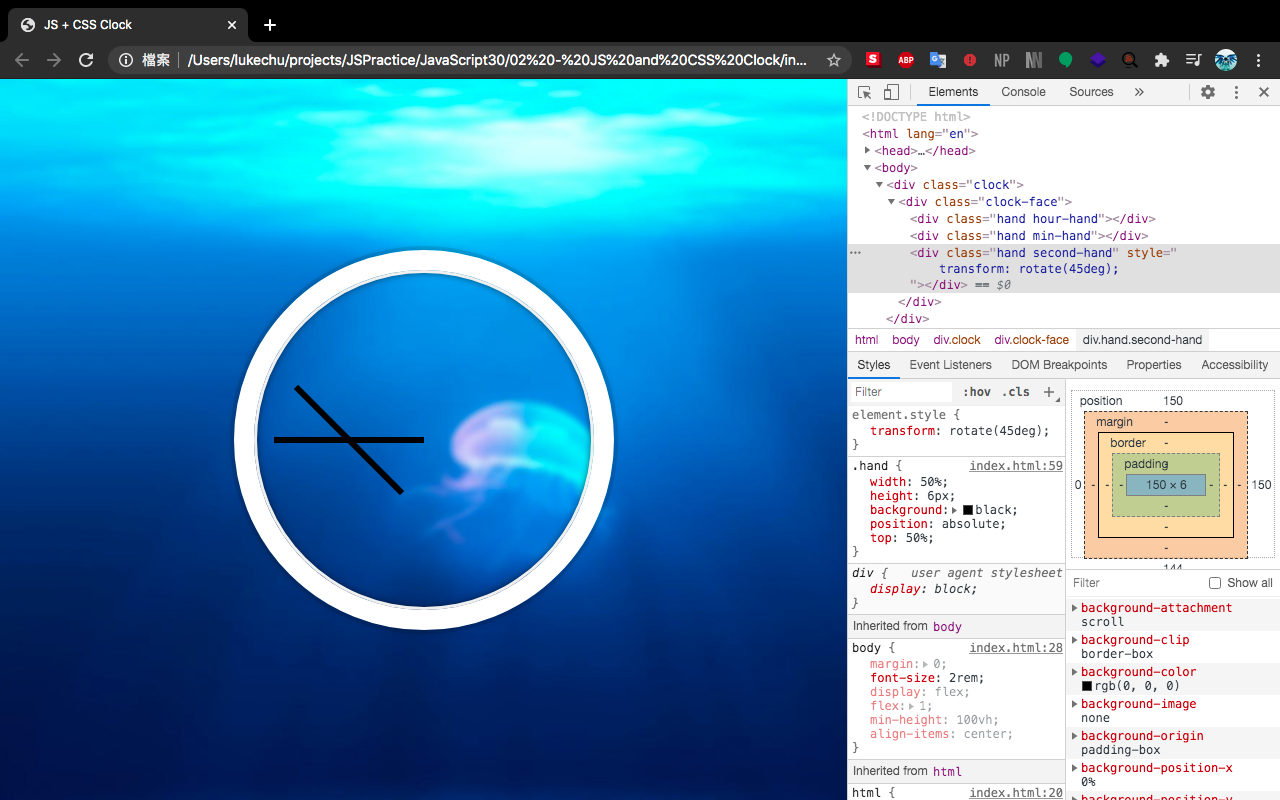 JS + CSS Clock
檔案 /Users/lukechu/projects/JSPractice/JavaScript30/02%20-%20JS%20and%20CSS%20Clock/in...
S ABP NP
Elements Console Sources »
<!DOCTYPE html>
<html lang="en">
<head>…</head>
<body>
<div class="clock">
<div class="clock-face">
<div class="hand hour-hand"></div>
<div class="hand min-hand"></div>
<div class="hand second-hand" style="
transform: rotate(45deg);
"></div> == $0
</div>
</div>
html body div.clock div.clock-face div.hand.second-hand
Styles Event Listeners DOM Breakpoints Properties Accessibility
Filter :hov .cls +
element.style {
transform: rotate(45deg);
}
.hand { index.html:59
width: 50%;
height: 6px;
background: black;
position: absolute;
top: 50%;
}
div { user agent stylesheet
display: block;
}
Inherited from body
body { index.html:28
margin: 0;
font-size: 2rem;
display: flex;
flex: 1;
min-height: 100vh;
align-items: center;
}
Inherited from html
html { index.html:20
position 150
margin -
border -
padding -
0 - - - 150 × 6 - - - 150
-
-
-
144
Filter Show all
background-attachment
scroll
background-clip
border-box
background-color
rgb(0, 0, 0)
background-image
none
background-origin
padding-box
background-position-x
0%
background-position-y